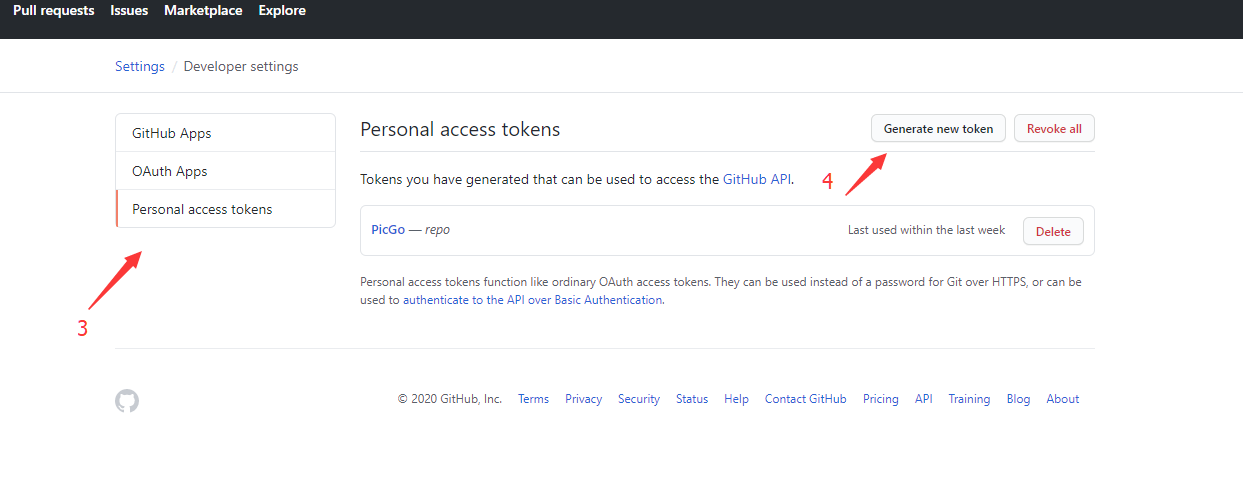 Pull requests Issues Marketplace Explore
Settings / Developer settings
GitHub Apps
OAuth Apps
Personal access tokens
3
Personal access tokens
Generate new token Revoke all
Tokens you have generated that can be used to access the GitHub API.
4
PicGo — repo Last used within the last week Delete
Personal access tokens function like ordinary OAuth access tokens. They can be used instead of a password for Git over HTTPS, or can be
used to authenticate to the API over Basic Authentication.
© 2020 GitHub, Inc. Terms Privacy Security Status Help Contact GitHub Pricing API Training Blog About